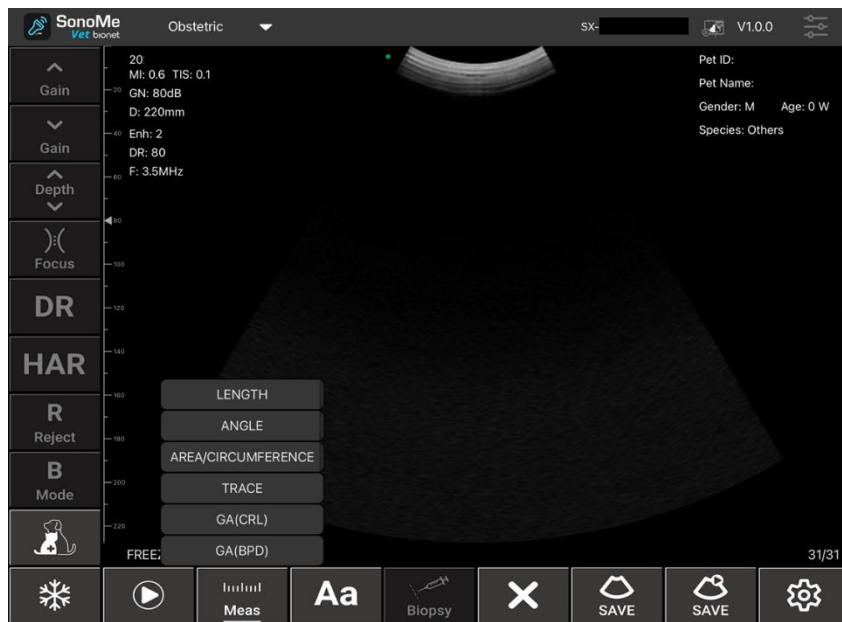 SonoMe
Vet bionet
Obstetric
SX-
V1.0.0
Gain
Gain
Depth
Focus
DR
HAR
R
Reject
B
Mode
20
MI: 0.6 TIS: 0.1
GN: 80dB
D: 220mm
Enh: 2
DR: 80
F: 3.5MHz
20
40
60
80
100
120
140
160
180
200
220
Pet ID:
Pet Name:
Gender: M Age: 0 W
Species: Others
LENGTH
ANGLE
AREA/CIRCUMFERENCE
TRACE
GA(CRL)
GA(BPD)
FREEZ
31/31
Meas
Aa
Biopsy
SAVE
SAVE